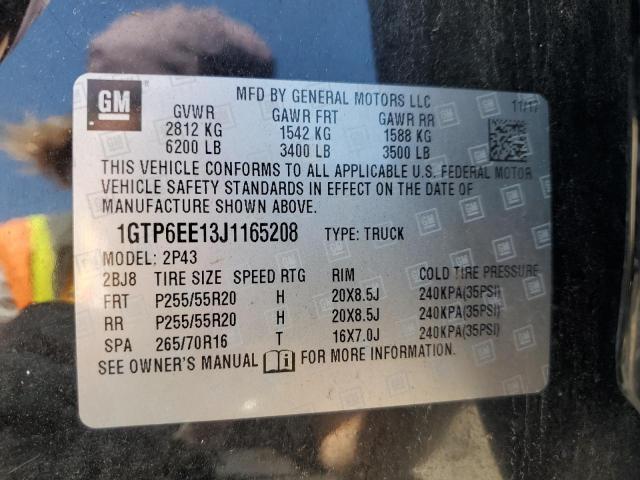 GM
MFD BY GENERAL MOTORS LLC 11/17
GVWR GAWR FRT GAWR RR
2812 KG 1542 KG 1588 KG
6200 LB 3400 LB 3500 LB
THIS VEHICLE CONFORMS TO ALL APPLICABLE U.S. FEDERAL MOTOR
VEHICLE SAFETY STANDARDS IN EFFECT ON THE DATE OF
MANUFACTURE SHOWN ABOVE.
1GTP6EE13J1165208 TYPE: TRUCK
MODEL: 2P43
2BJ8 TIRE SIZE SPEED RTG RIM COLD TIRE PRESSURE
FRT P255/55R20 H 20X8.5J 240KPA(35PSI)
RR P255/55R20 H 20X8.5J 240KPA(35PSI)
SPA 265/70R16 T 16X7.0J 240KPA(35PSI)
SEE OWNER'S MANUAL FOR MORE INFORMATION.